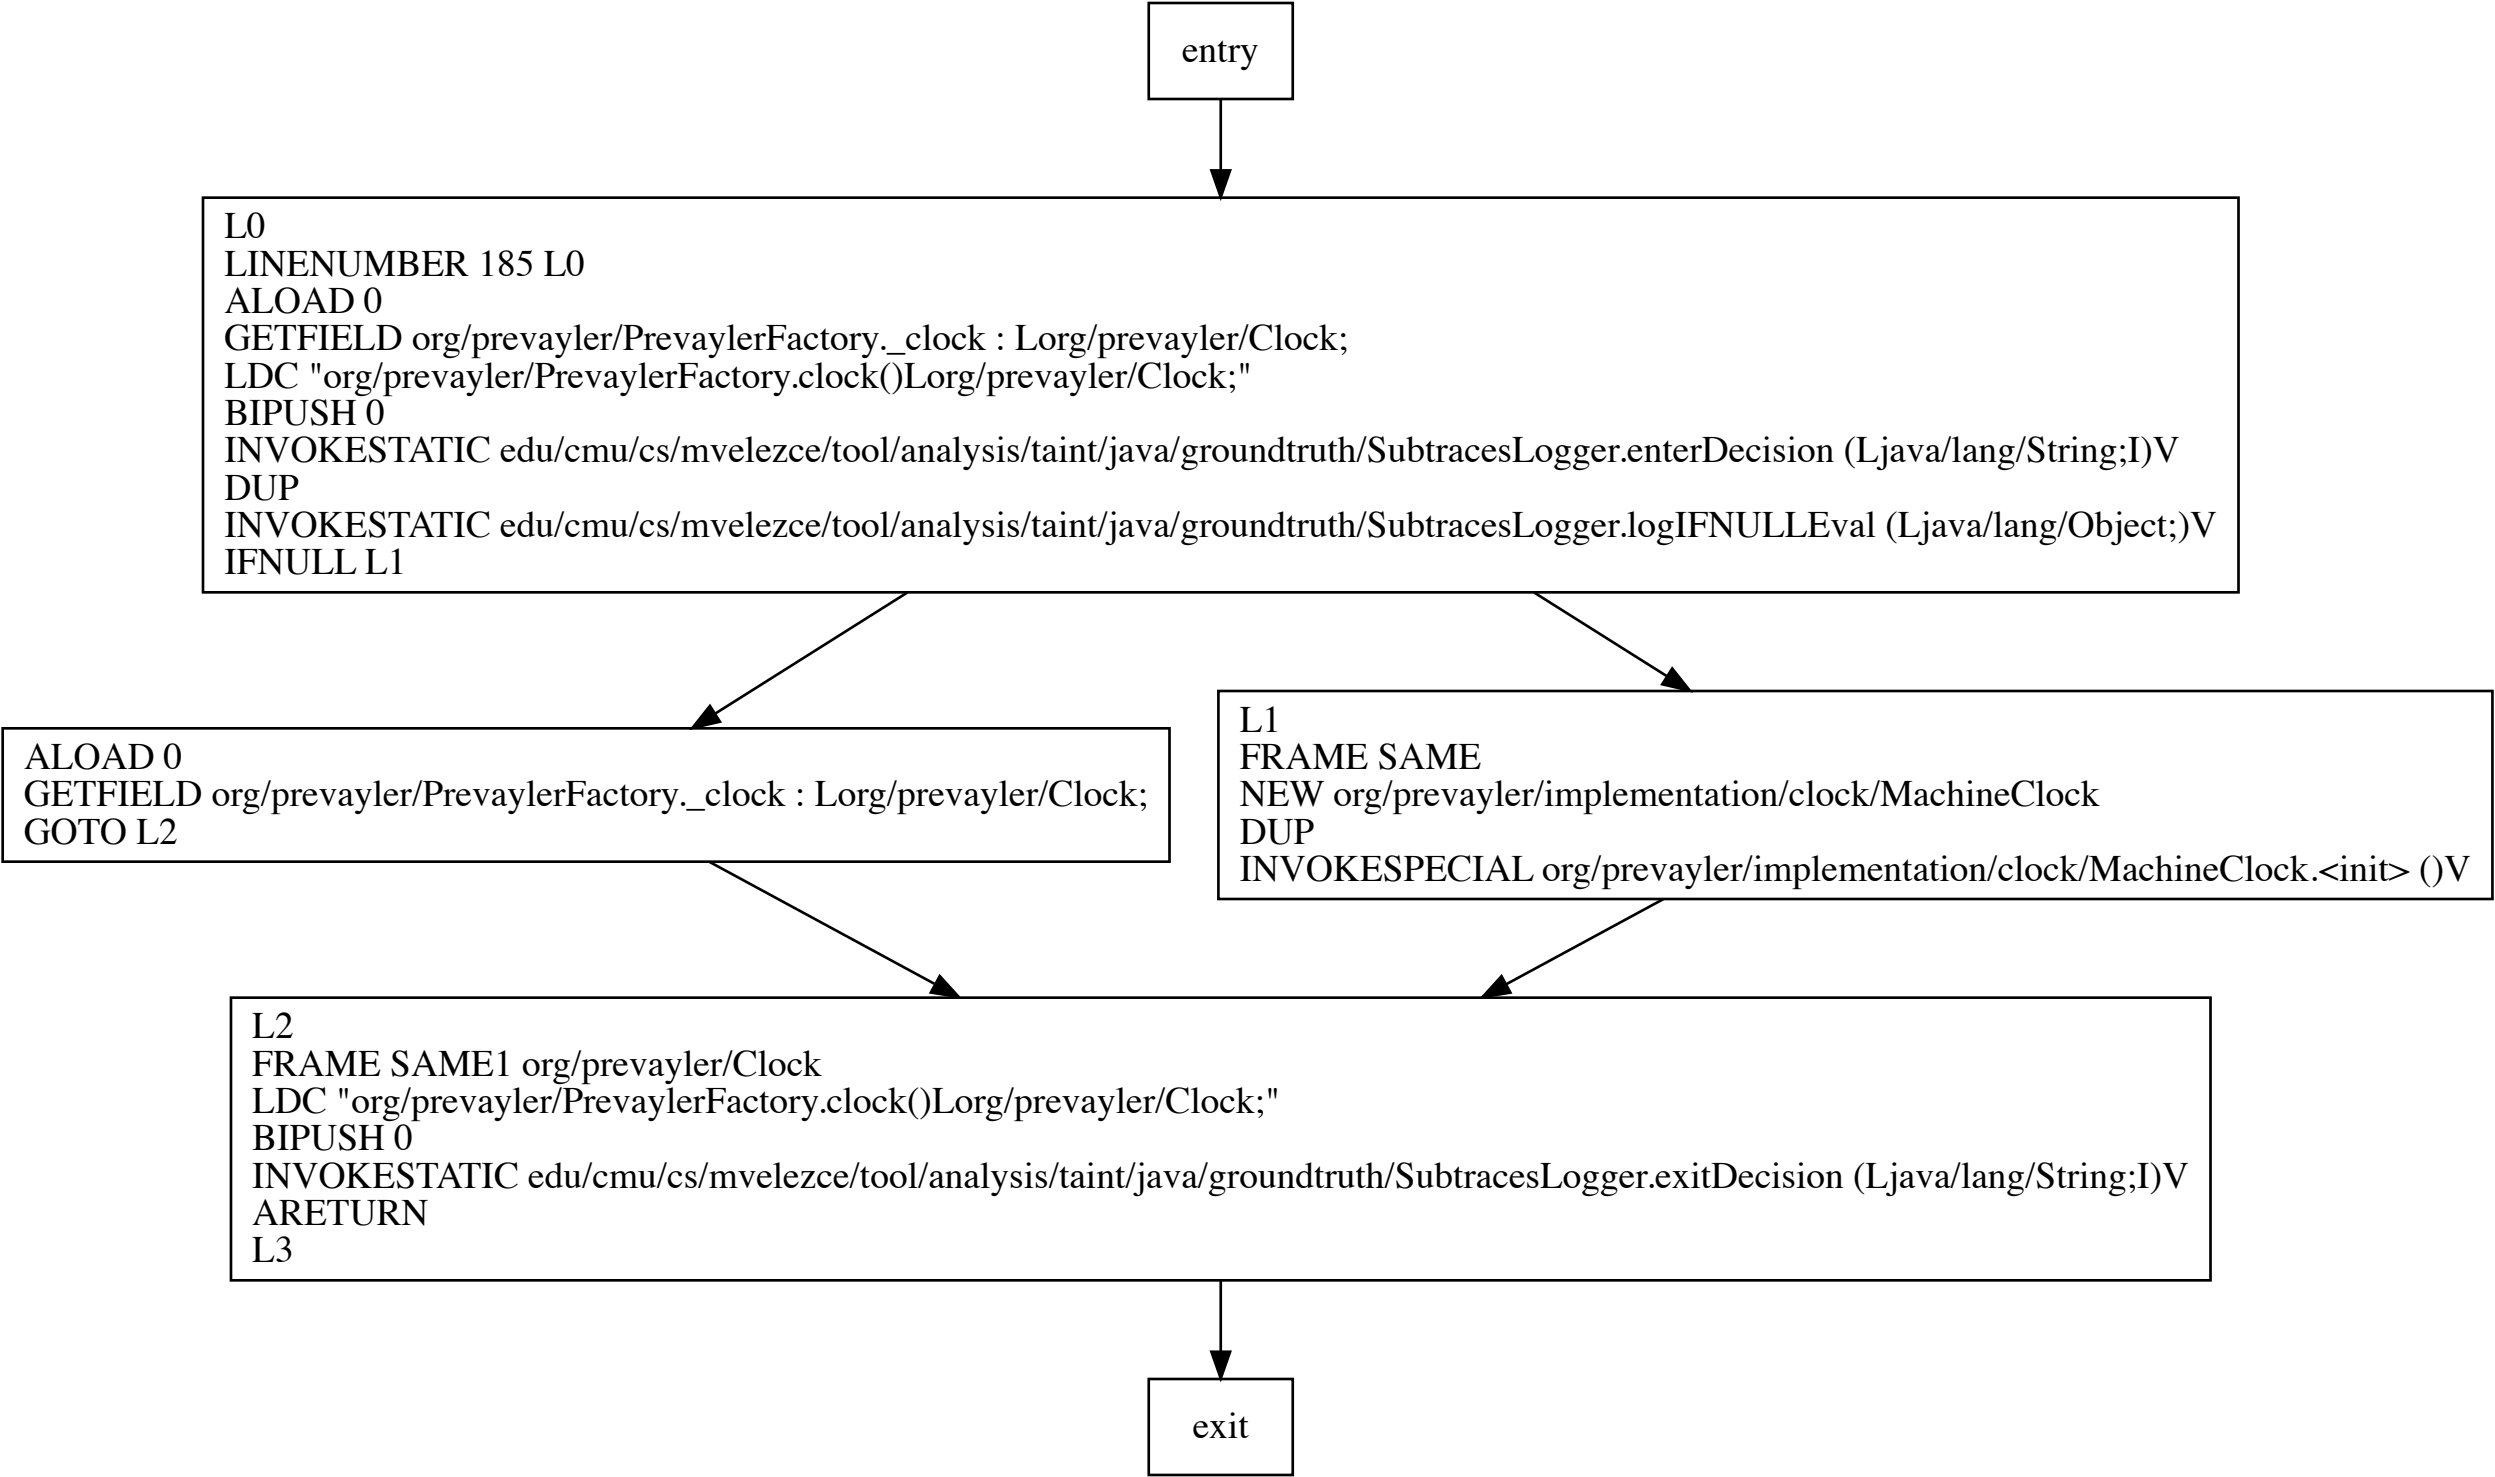 entry
L0
LINENUMBER 185 L0
ALOAD 0
GETFIELD org/prevayler/PrevaylerFactory._clock : Lorg/prevayler/Clock;
LDC "org/prevayler/PrevaylerFactory.clock()Lorg/prevayler/Clock;"
BIPUSH 0
INVOKESTATIC edu/cmu/cs/mvelezce/tool/analysis/taint/java/groundtruth/SubtracesLogger.enterDecision (Ljava/lang/String;I)V
DUP
INVOKESTATIC edu/cmu/cs/mvelezce/tool/analysis/taint/java/groundtruth/SubtracesLogger.logIFNULLEval (Ljava/lang/Object;)V
IFNULL L1
ALOAD 0
GETFIELD org/prevayler/PrevaylerFactory._clock : Lorg/prevayler/Clock;
GOTO L2
L1
FRAME SAME
NEW org/prevayler/implementation/clock/MachineClock
DUP
INVOKESPECIAL org/prevayler/implementation/clock/MachineClock.<init> ()V
L2
FRAME SAME1 org/prevayler/Clock
LDC "org/prevayler/PrevaylerFactory.clock()Lorg/prevayler/Clock;"
BIPUSH 0
INVOKESTATIC edu/cmu/cs/mvelezce/tool/analysis/taint/java/groundtruth/SubtracesLogger.exitDecision (Ljava/lang/String;I)V
ARETURN
L3
exit